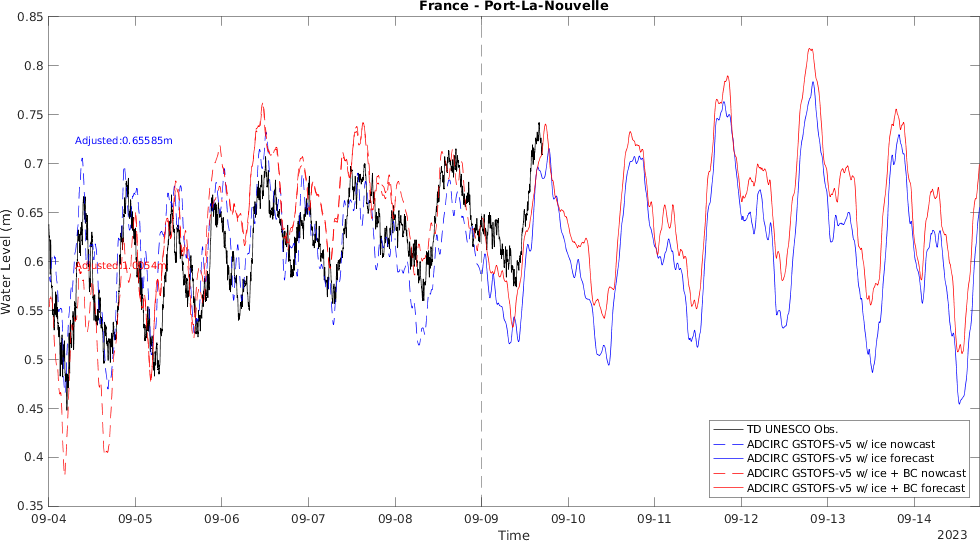 France - Port-La-Nouvelle
0.85
0.8
0.75
0.7
0.65
0.6
0.55
0.5
0.45
0.4
0.35
Water Level (m)
Adjusted:0.65585m
Adjusted:1.0054m
TD UNESCO Obs.
ADCIRC GSTOFS-v5 w/ ice nowcast
ADCIRC GSTOFS-v5 w/ ice forecast
ADCIRC GSTOFS-v5 w/ ice + BC nowcast
ADCIRC GSTOFS-v5 w/ ice + BC forecast
09-04 09-05 09-06 09-07 09-08 09-09 09-10 09-11 09-12 09-13 09-14
Time
2023